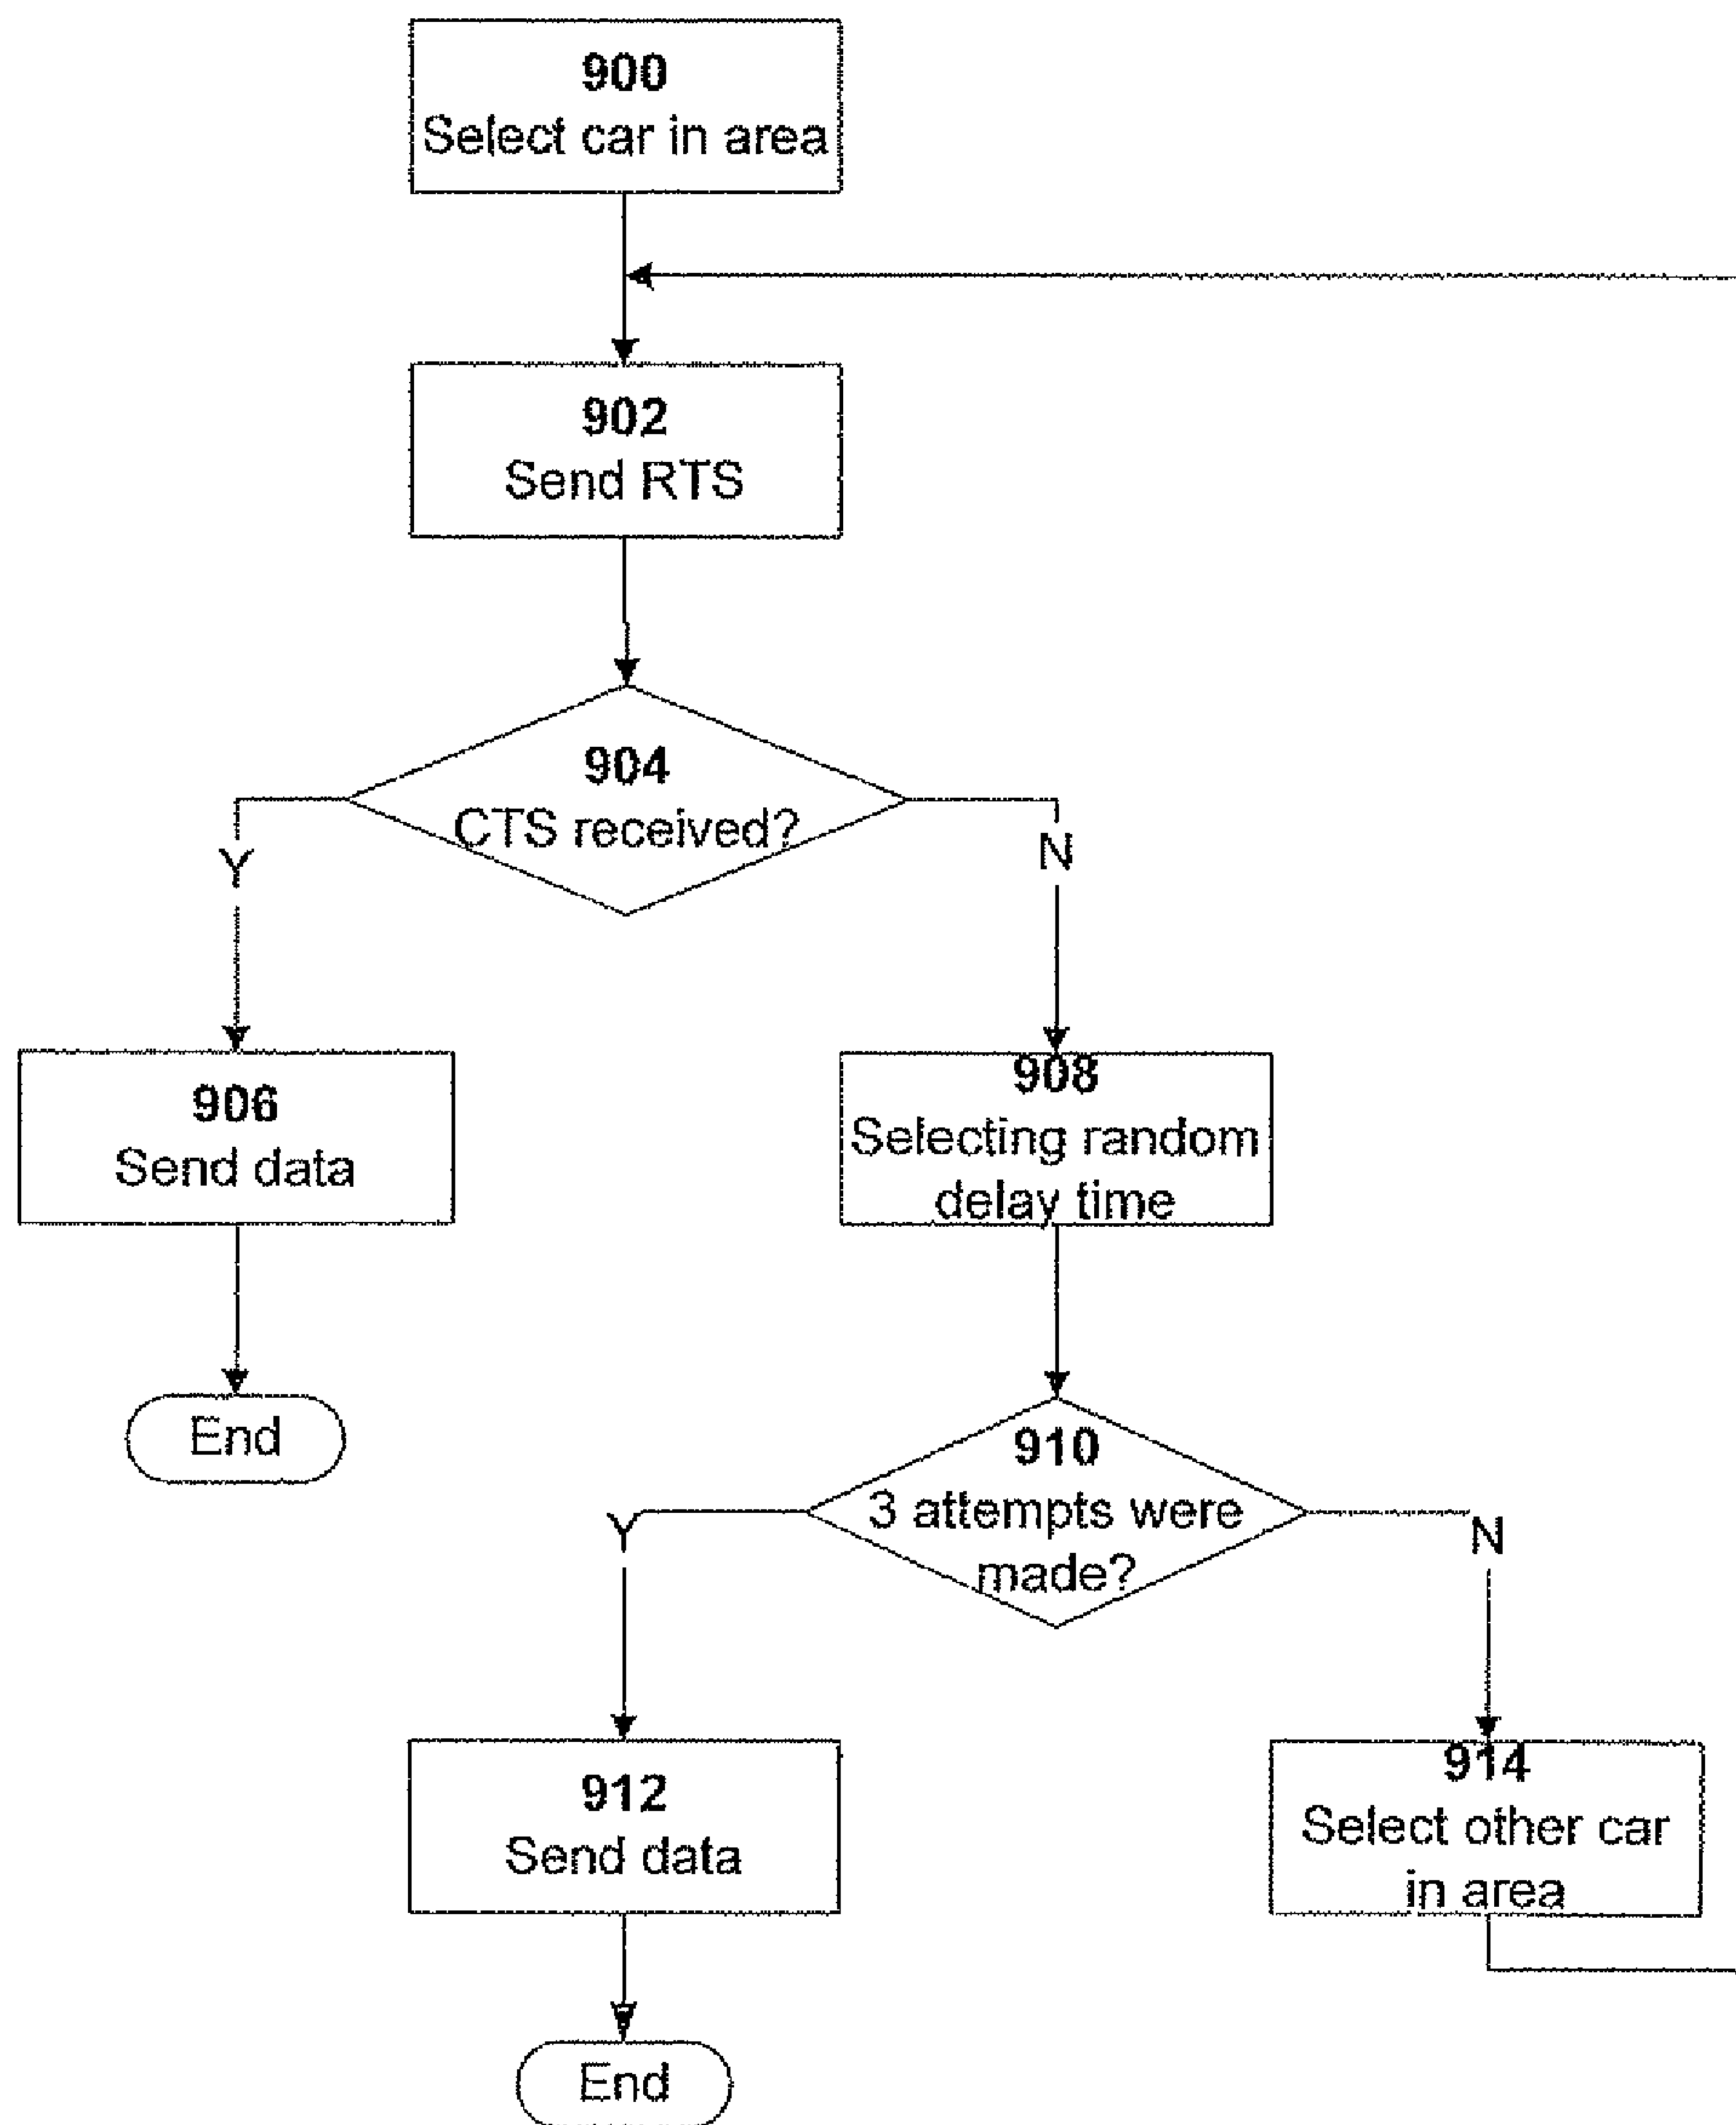 900
Select car in area
902
Send RTS
904
CTS received?
Y
N
906
Send data
908
Selecting random
delay time
End
910
3 attempts were
made?
Y
N
912
Send data
914
Select other car
in area
End